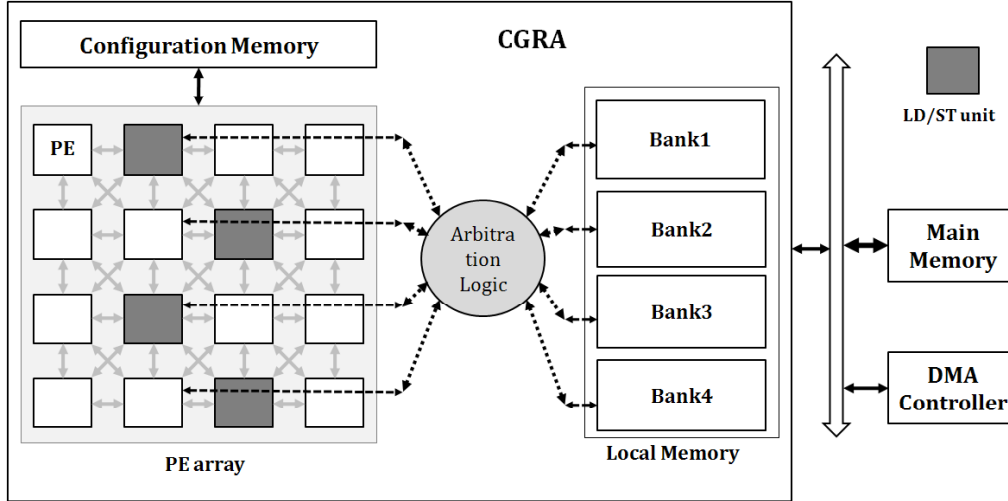 Configuration Memory
CGRA
PE
PE array
Arbitra
tion
Logic
Bank1
Bank2
Bank3
Bank4
Local Memory
LD/ST unit
Main
Memory
DMA
Controller